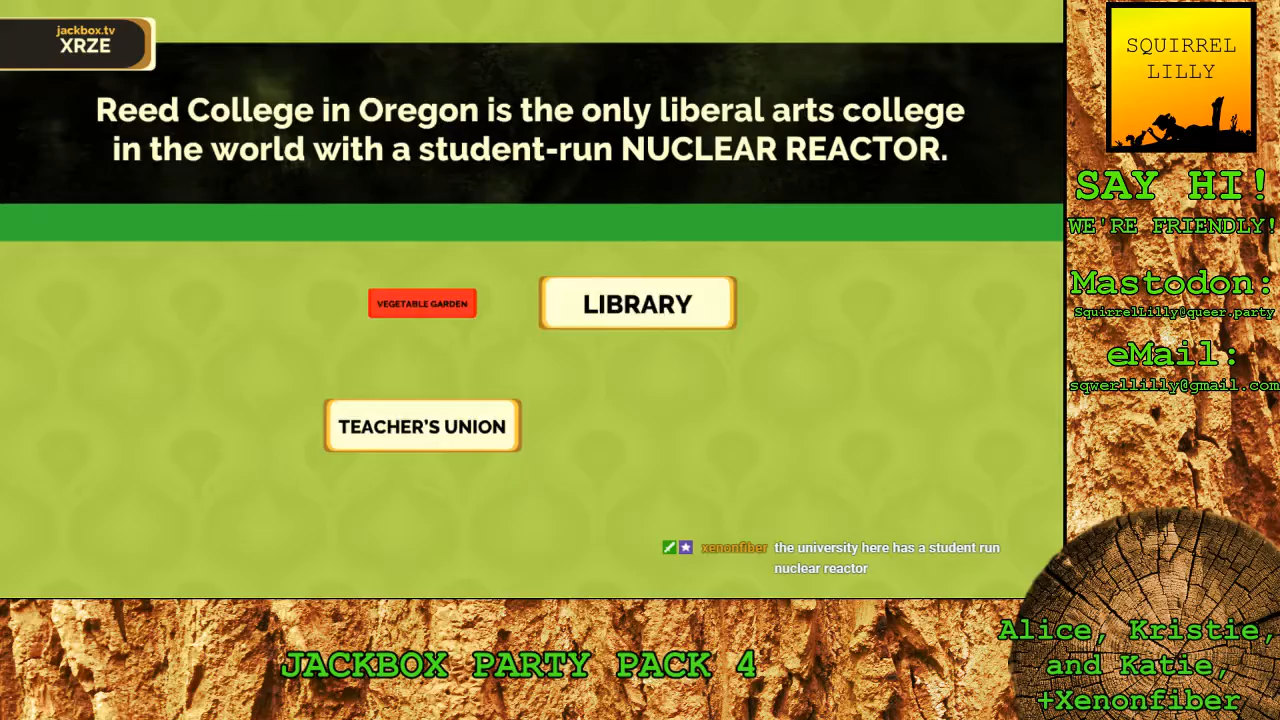 jackbox.tv
XRZE
Reed College in Oregon is the only liberal arts college
in the world with a student-run NUCLEAR REACTOR.
VEGETABLE GARDEN
LIBRARY
TEACHER'S UNION
xenonfiber the university here has a student run
nuclear reactor
SQUIRREL
LILLY
SAY HI!
WE'RE FRIENDLY!
Mastodon:
SquirrelLilly@queer.party
eMail:
sqwerllilly@gmail.com
JACKBOX PARTY PACK 4
Alice, Kristie,
and Katie,
+Xenonfiber